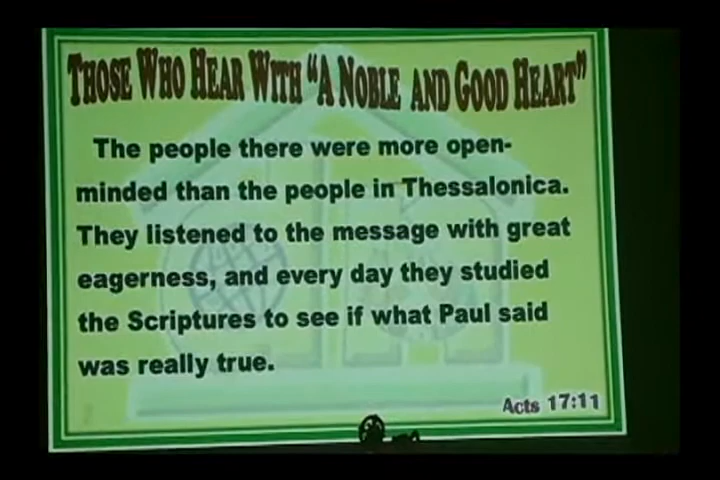 THOSE WHO HEAR WITH "A NOBLE AND GOOD HEART"
The people there were more open-
minded than the people in Thessalonica.
They listened to the message with great
eagerness, and every day they studied
the Scriptures to see if what Paul said
was really true.
Acts 17:11